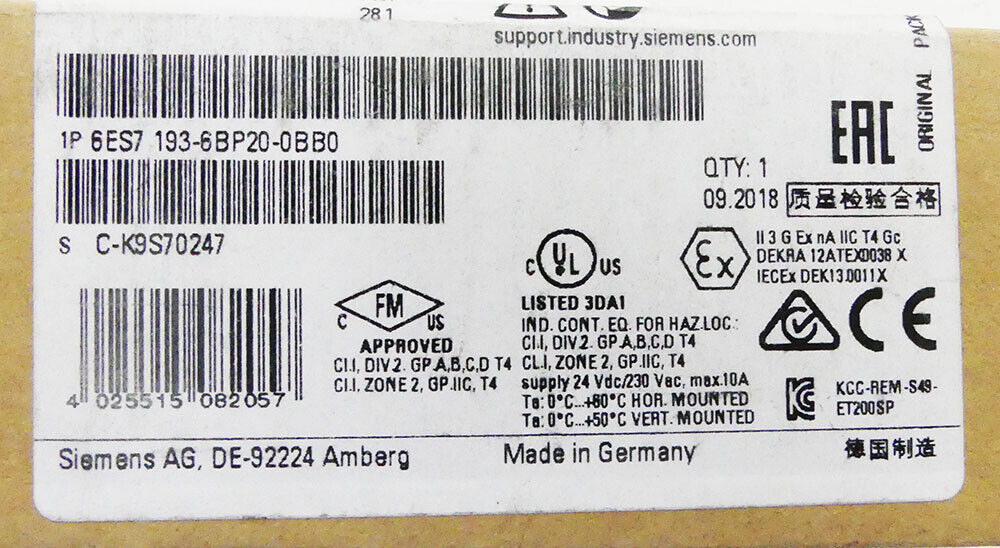 281
support.industry.siemens.com
ORIGINAL PACK
1P 6ES7 193-6BP20-0BB0
EAC
QTY: 1
09.2018 质量检验合格
S C-K9S70247
C UL US
LISTED 3DA1
IND. CONT. EQ. FOR HAZ.LOC.:
CI.I, DIV.2. GP.A,B,C,D T4
CL.I, ZONE 2, GP.IIC, T4
supply 24 Vdc/230 Vac, max.10A
Ta: 0°C...+60°C HOR. MOUNTED
Ta: 0°C...+50°C VERT. MOUNTED
Ex
II 3 G Ex nA IIC T4 Gc
DEKRA 12ATEX0038 X
IECEx DEK13.0011X
C FM US
APPROVED
CI.I, DIV.2. GP.A,B,C,D T4
CI.I. ZONE 2, GP.IIC, T4
CE
KCC-REM-S49-
ET200SP
4 025515 082057
Siemens AG, DE-92224 Amberg
Made in Germany
德国制造